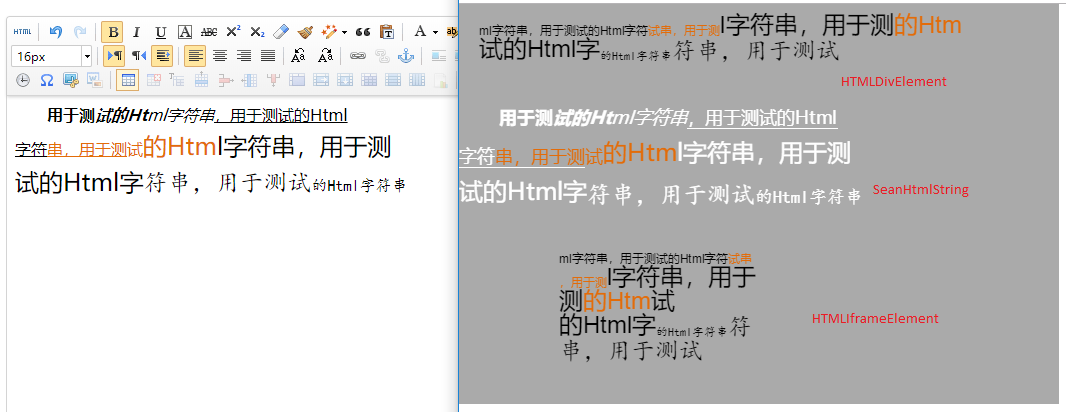 HTML B I U A ABC X² X₂ A ab
16px
用于测试的Html字符串，用于测试的Html
字符串，用于测试的Html字符串，用于测
试的Html字符串，用于测试的Html字符串
ml字符串，用于测试的Html字符试串，用于测l字符串，用于测的Htm
试的Html字的Html字符串符串，用于测试
HTMLDivElement
用于测试的Html字符串，用于测试的Html
字符串，用于测试的Html字符串，用于测
试的Html字符串，用于测试的Html字符串
SeanHtmlString
ml字符串，用于测试的Html字符试串
，用于测l字符串，用于
测的Htm试
的Html字的Html字符串符
串，用于测试
HTMLIframeElement